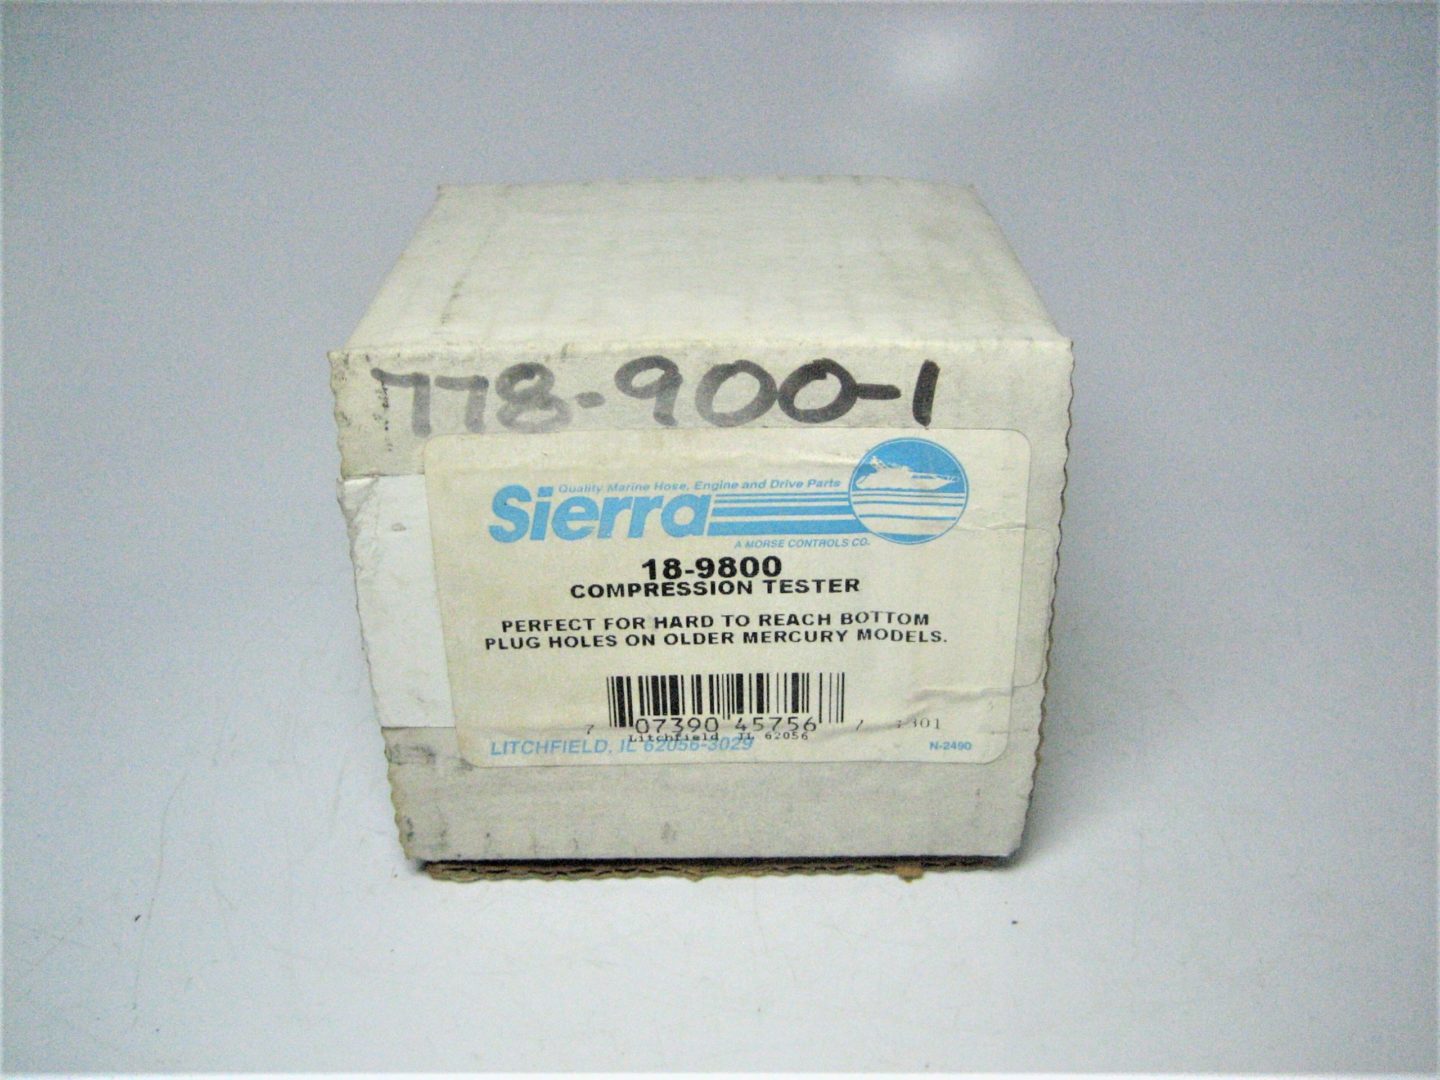 778-900-1
Quality Marine Hose, Engine and Drive Parts
Sierra
A MORSE CONTROLS CO.
18-9800
COMPRESSION TESTER
PERFECT FOR HARD TO REACH BOTTOM
PLUG HOLES ON OLDER MERCURY MODELS.
7 07390 45756 7
Litchfield IL 62056
LITCHFIELD, IL 62056-3029 N-2490